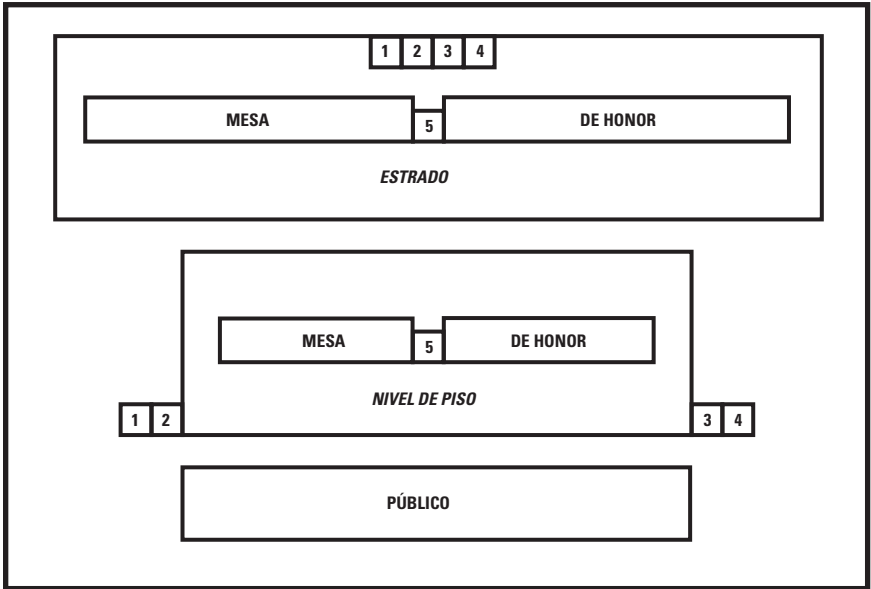 1 2 3 4
MESA 5 DE HONOR
ESTRADO
MESA 5 DE HONOR
NIVEL DE PISO
1 2 3 4
PÚBLICO